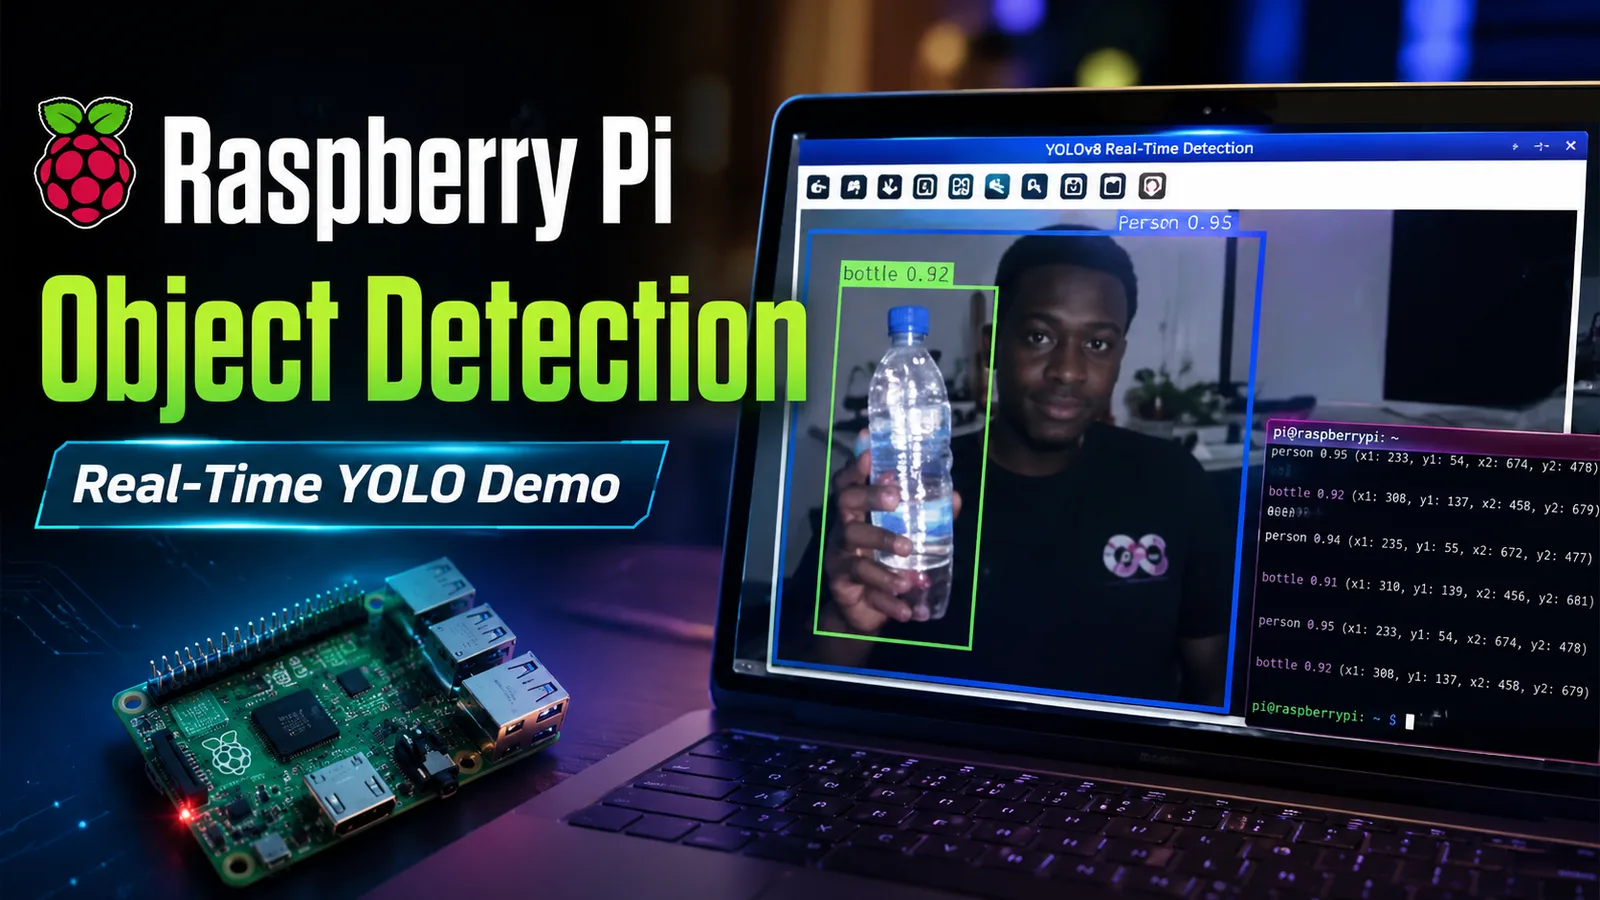 Raspberry Pi
Object Detection
Real-Time YOLO Demo
YOLOv8 Real-Time Detection
Person 0.95
bottle 0.92
pi@raspberrypi: ~
person 0.95 (x1: 233, y1: 54, x2: 674, y2: 478)
bottle 0.92 (x1: 308, y1: 137, x2: 458, y2: 679)
person 0.94 (x1: 235, y1: 55, x2: 672, y2: 477)
bottle 0.91 (x1: 310, y1: 139, x2: 456, y2: 681)
person 0.95 (x1: 233, y1: 54, x2: 674, y2: 478)
bottle 0.92 (x1: 308, y1: 137, x2: 458, y2: 679)
pi@raspberrypi: ~ $